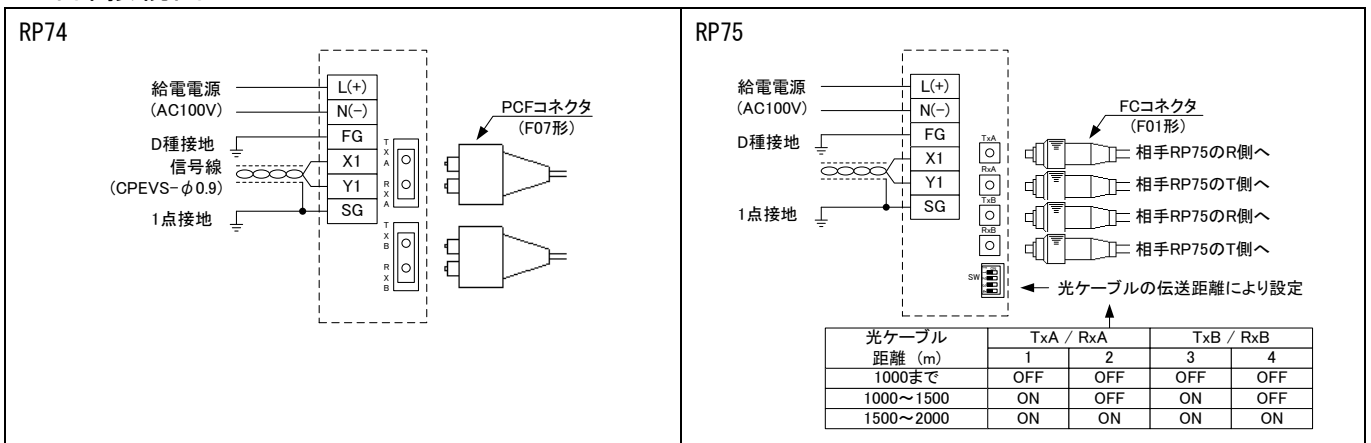 RP74
給電電源
(AC100V)
D種接地
信号線
(CPEVS-φ0.9)
1点接地
L(+)
N(−)
FG
X1
Y1
SG
TXA
RXA
TXB
RXB
PCFコネクタ
(F07形)
RP75
給電電源
(AC100V)
D種接地
1点接地
L(+)
N(−)
FG
X1
Y1
SG
TxA
RxA
TxB
RxB
SW
FCコネクタ
(F01形)
相手RP75のR側へ
相手RP75のT側へ
相手RP75のR側へ
相手RP75のT側へ
光ケーブルの伝送距離により設定
光ケーブル 距離 (m) TxA / RxA TxB / RxB
1 2 3 4
1000まで OFF OFF OFF OFF
1000~1500 ON OFF ON OFF
1500~2000 ON ON ON ON